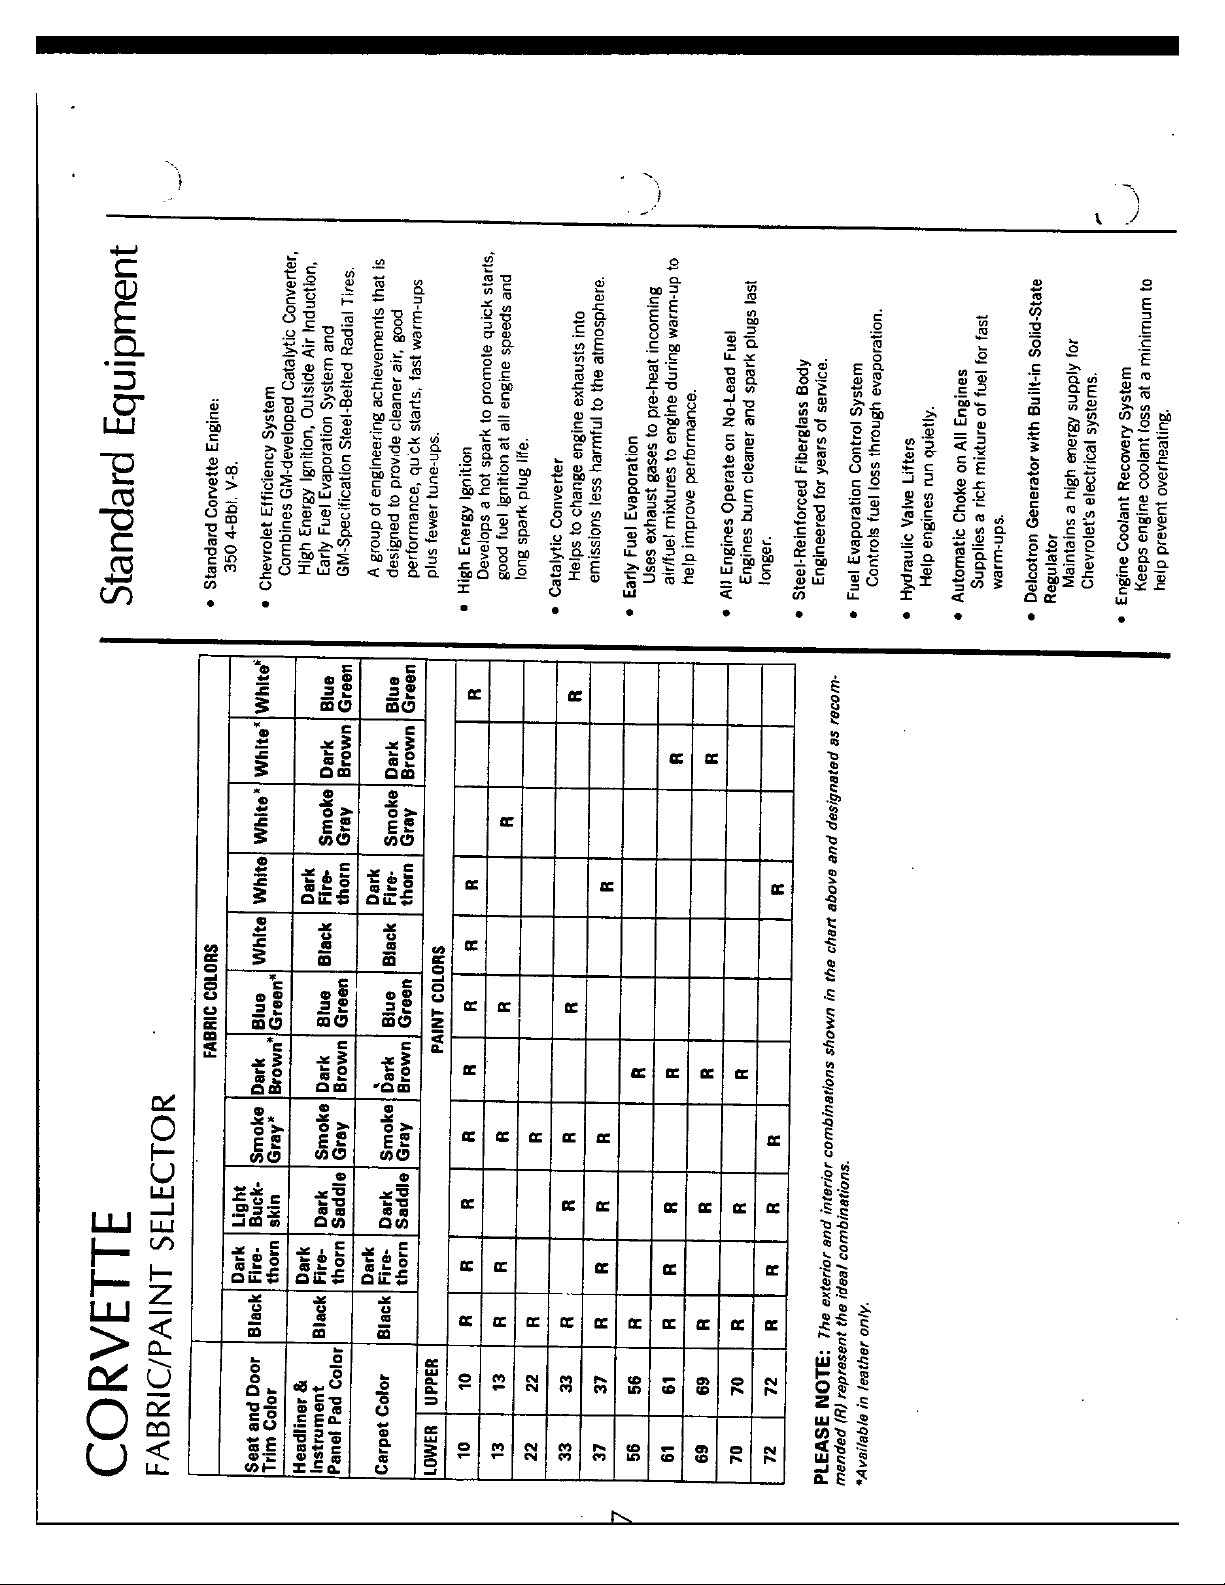 CORVETTE
FABRIC/PAINT SELECTOR
FABRIC COLORS
Seat and Door Black Dark Light Smoke Dark Blue White White White* White* White*
Trim Color Fire- Buck- Gray* Brown* Green*
thorn skin
Headliner & Black Dark Dark Smoke Dark Blue Black Dark Smoke Dark Blue
Instrument Fire- Saddle Gray Brown Green Fire- Gray Brown Green
Panel Pad Color thorn thorn
Carpet Color Black Dark Dark Smoke Dark Blue Black Dark Smoke Dark Blue
Fire- Saddle Gray Brown Green Fire- Gray Brown Green
thorn thorn
LOWER UPPER PAINT COLORS
10 10 R R R R R R R R R
13 13 R R R R R
22 22 R R
33 33 R R R R R
37 37 R R R R R
56 56 R R
61 61 R R R R R
69 69 R R R R
70 70 R R R
72 72 R R R R R
PLEASE NOTE: The exterior and interior combinations shown in the chart above and designated as recom-
mended (R) represent the ideal combinations.
*Available in leather only.
Standard Equipment
• Standard Corvette Engine:
350 4-Bbl. V-8.
• Chevrolet Efficiency System
Combines GM-developed Catalytic Converter,
High Energy Ignition, Outside Air Induction,
Early Fuel Evaporation System and
GM-Specification Steel-Belted Radial Tires.
A group of engineering achievements that is
designed to provide cleaner air, good
performance, quick starts, fast warm-ups
plus fewer tune-ups.
• High Energy Ignition
Develops a hot spark to promote quick starts,
good fuel ignition at all engine speeds and
long spark plug life.
• Catalytic Converter
Helps to change engine exhausts into
emissions less harmful to the atmosphere.
• Early Fuel Evaporation
Uses exhaust gases to pre-heat incoming
air/fuel mixtures to engine during warm-up to
help improve performance.
• All Engines Operate on No-Lead Fuel
Engines burn cleaner and spark plugs last
longer.
• Steel-Reinforced Fiberglass Body
Engineered for years of service.
• Fuel Evaporation Control System
Controls fuel loss through evaporation.
• Hydraulic Valve Lifters
Help engines run quietly.
• Automatic Choke on All Engines
Supplies a rich mixture of fuel for fast
warm-ups.
• Delcotron Generator with Built-in Solid-State
Regulator
Maintains a high energy supply for
Chevrolet's electrical systems.
• Engine Coolant Recovery System
Keeps engine coolant loss at a minimum to
help prevent overheating.
7